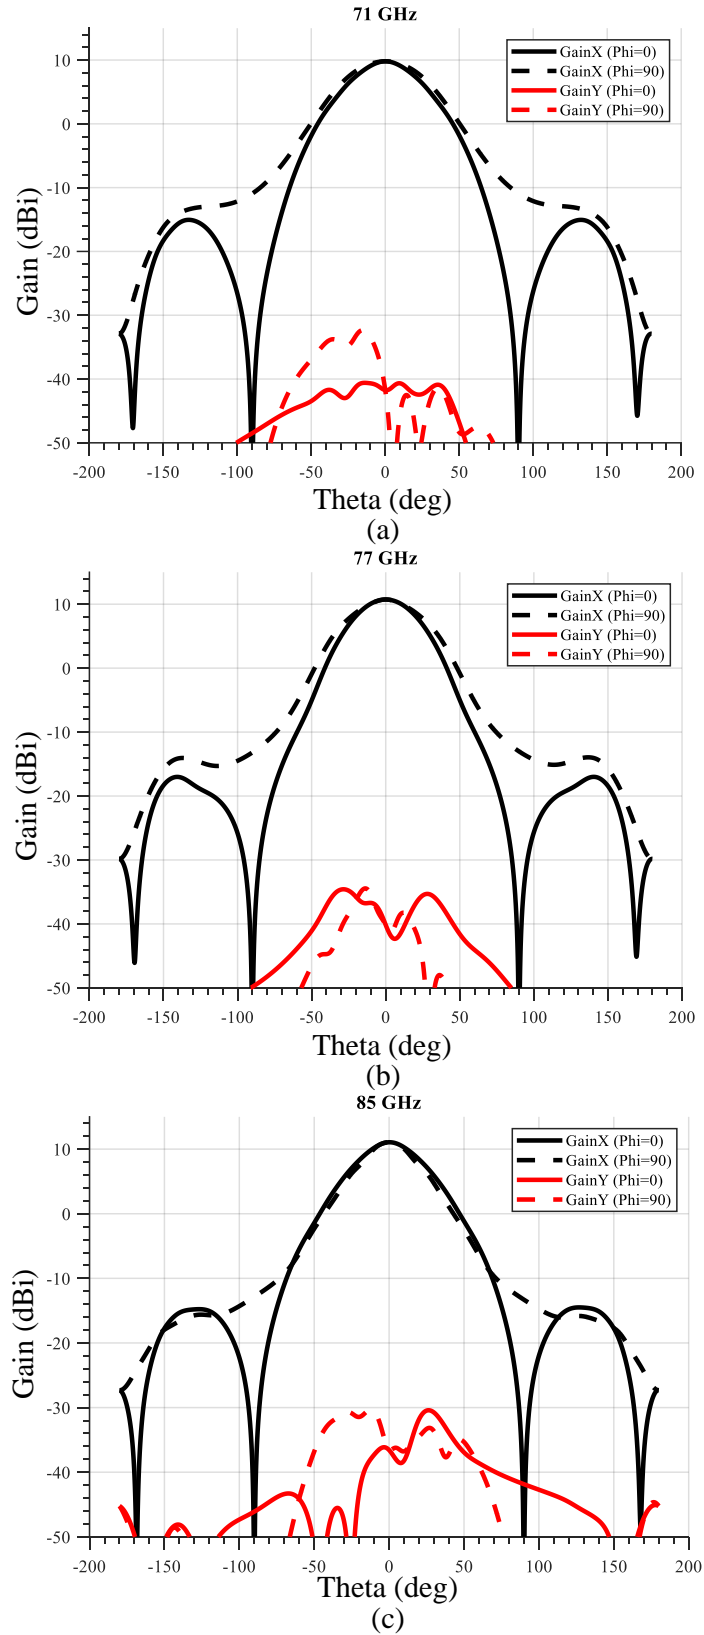 71 GHz
GainX (Phi=0)
GainX (Phi=90)
GainY (Phi=0)
GainY (Phi=90)
10
0
-10
-20
-30
-40
-50
Gain (dBi)
-200 -150 -100 -50 0 50 100 150 200
Theta (deg)
(a)
77 GHz
GainX (Phi=0)
GainX (Phi=90)
GainY (Phi=0)
GainY (Phi=90)
10
0
-10
-20
-30
-40
-50
Gain (dBi)
-200 -150 -100 -50 0 50 100 150 200
Theta (deg)
(b)
85 GHz
GainX (Phi=0)
GainX (Phi=90)
GainY (Phi=0)
GainY (Phi=90)
10
0
-10
-20
-30
-40
-50
Gain (dBi)
-200 -150 -100 -50 0 50 100 150 200
Theta (deg)
(c)